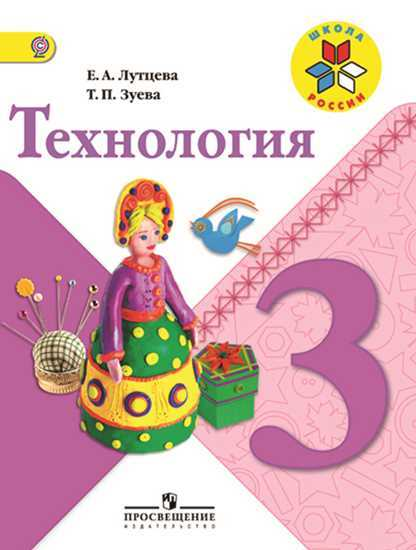 Е. А. Лутцева
Т. П. Зуева
ШКОЛА
РОССИИ
Технология
3
ПРОСВЕЩЕНИЕ
ИЗДАТЕЛЬСТВО